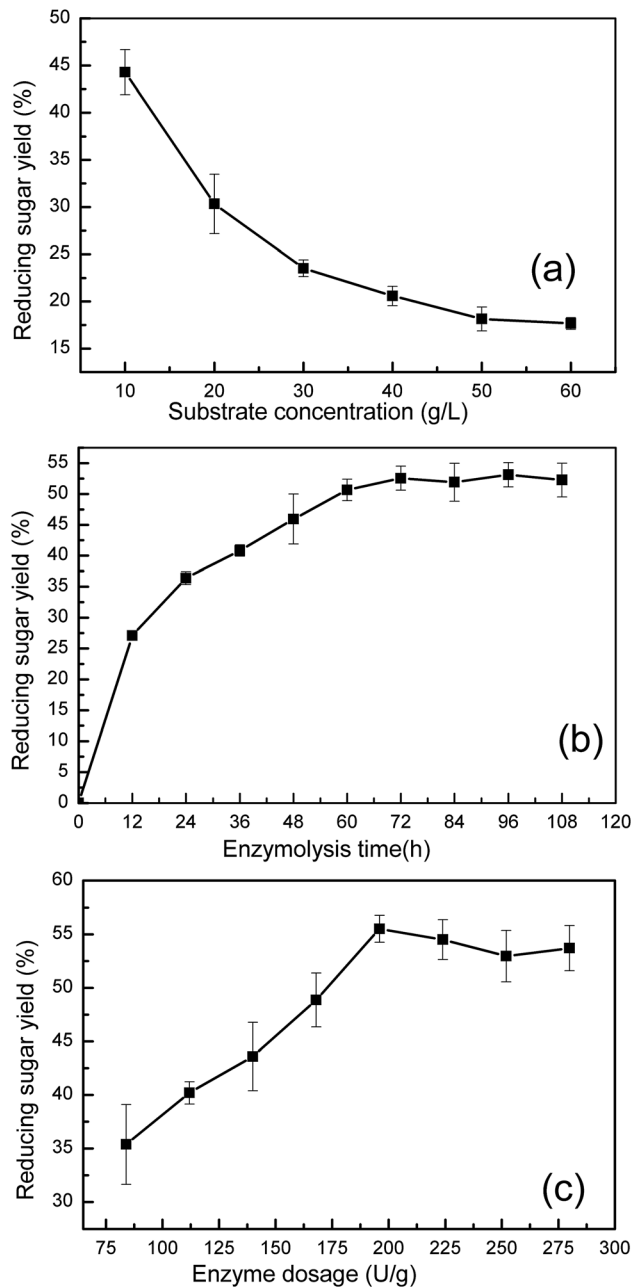 50
45
40
35
30
25
20
15
Reducing sugar yield (%)
(a)
10 20 30 40 50 60
Substrate concentration (g/L)
55
50
45
40
35
30
25
20
15
10
5
0
Reducing sugar yield (%)
(b)
0 12 24 36 48 60 72 84 96 108 120
Enzymolysis time(h)
60
55
50
45
40
35
30
Reducing sugar yield (%)
(c)
75 100 125 150 175 200 225 250 275 300
Enzyme dosage (U/g)